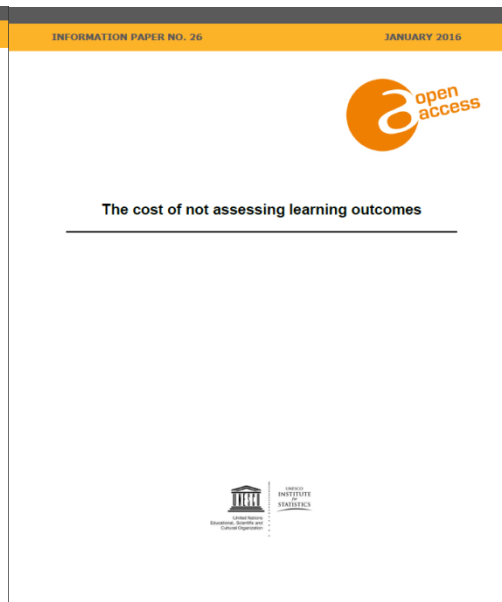 INFORMATION PAPER NO. 26 JANUARY 2016
open
access
The cost of not assessing learning outcomes
UNESCO
INSTITUTE
for
STATISTICS
United Nations
Educational, Scientific and
Cultural Organization